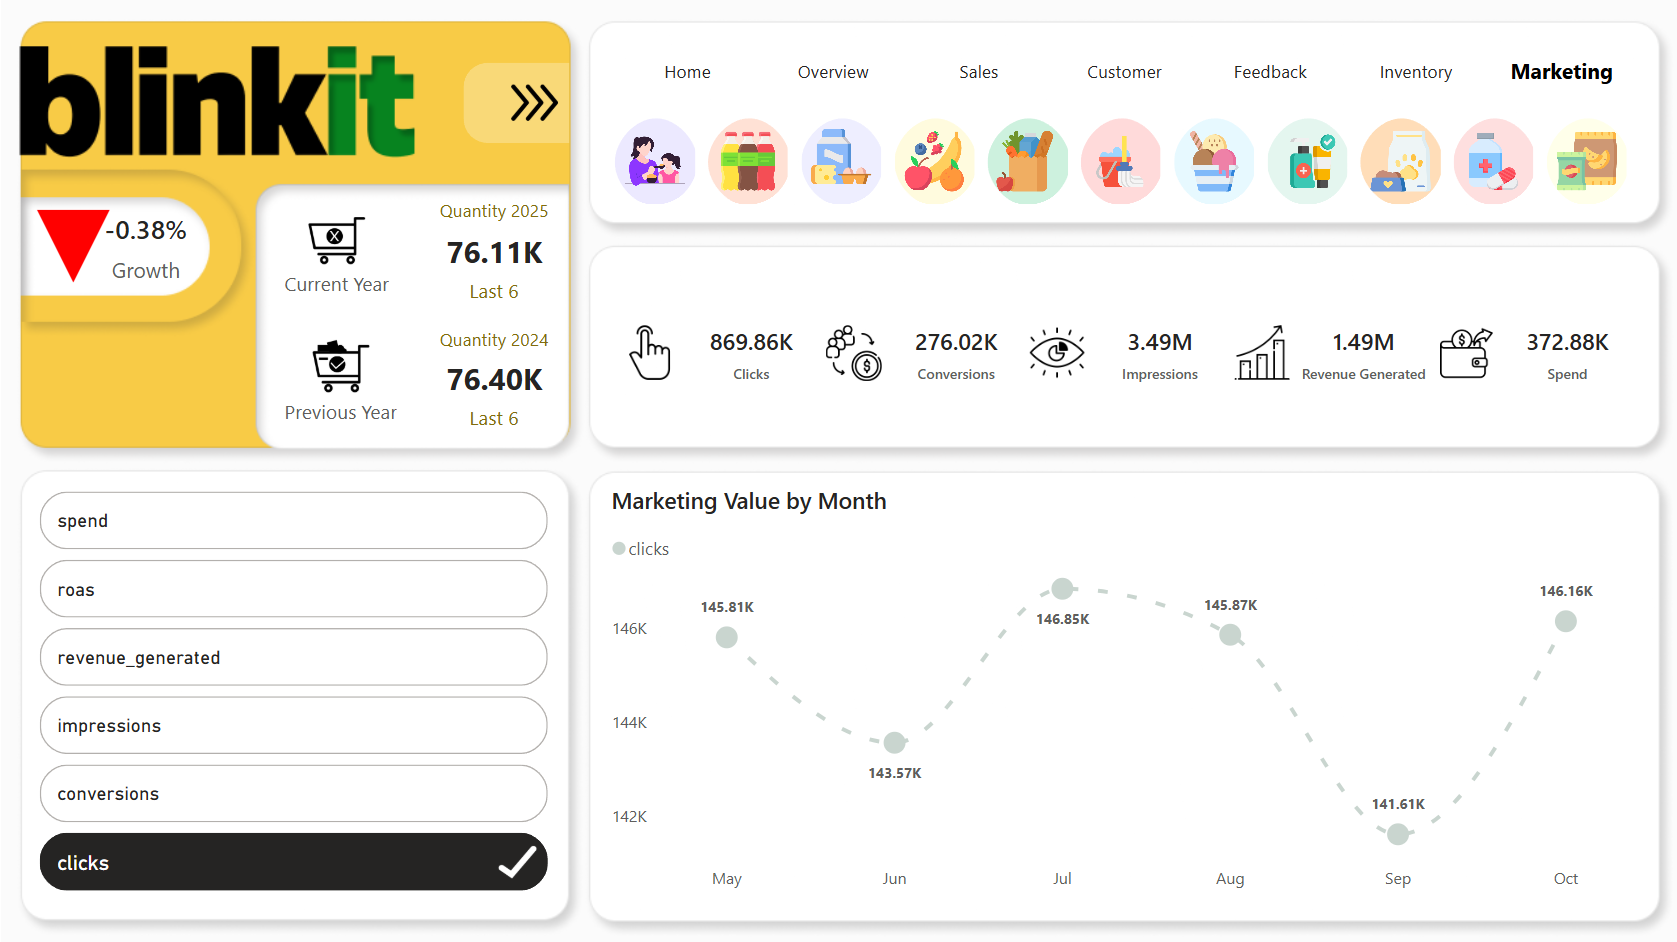 blinkit
-0.38%
Growth
Quantity 2025
76.11K
Last 6
Current Year
Quantity 2024
76.40K
Last 6
Previous Year
Home Overview Sales Customer Feedback Inventory Marketing
869.86K
Clicks
276.02K
Conversions
3.49M
Impressions
1.49M
Revenue Generated
372.88K
Spend
spend
roas
revenue_generated
impressions
conversions
clicks
Marketing Value by Month
clicks
146K
144K
142K
145.81K
143.57K
146.85K
145.87K
141.61K
146.16K
May Jun Jul Aug Sep Oct